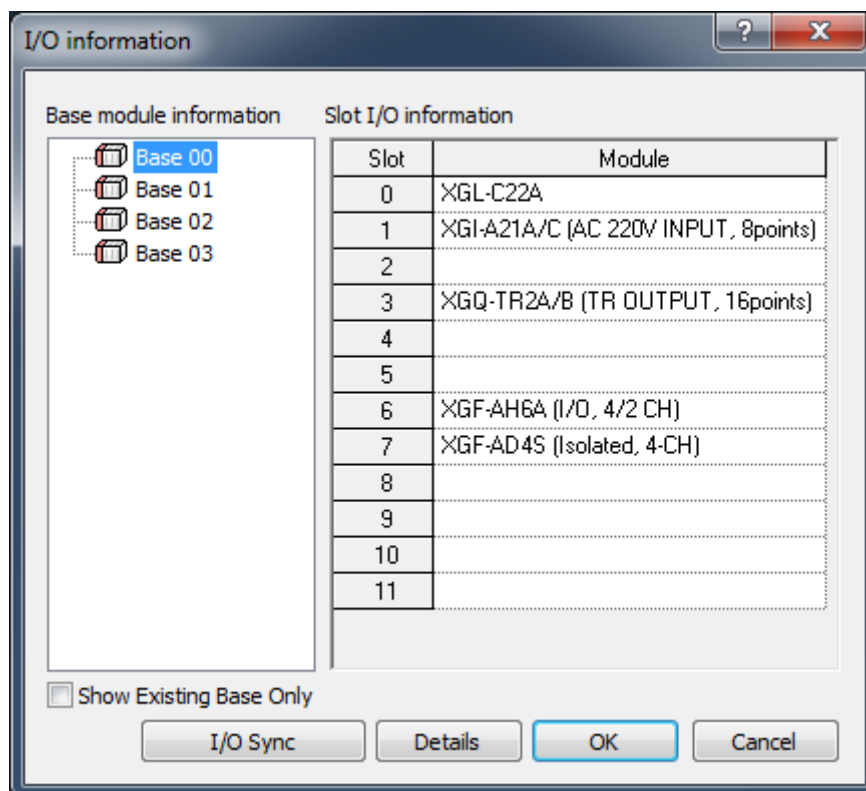 I/O information
?
Base module information
Slot I/O information
Base 00
Base 01
Base 02
Base 03
Slot Module
0 XGL-C22A
1 XGI-A21A/C (AC 220V INPUT, 8points)
2
3 XGQ-TR2A/B (TR OUTPUT, 16points)
4
5
6 XGF-AH6A (I/O, 4/2 CH)
7 XGF-AD4S (Isolated, 4-CH)
8
9
10
11
Show Existing Base Only
I/O Sync Details OK Cancel